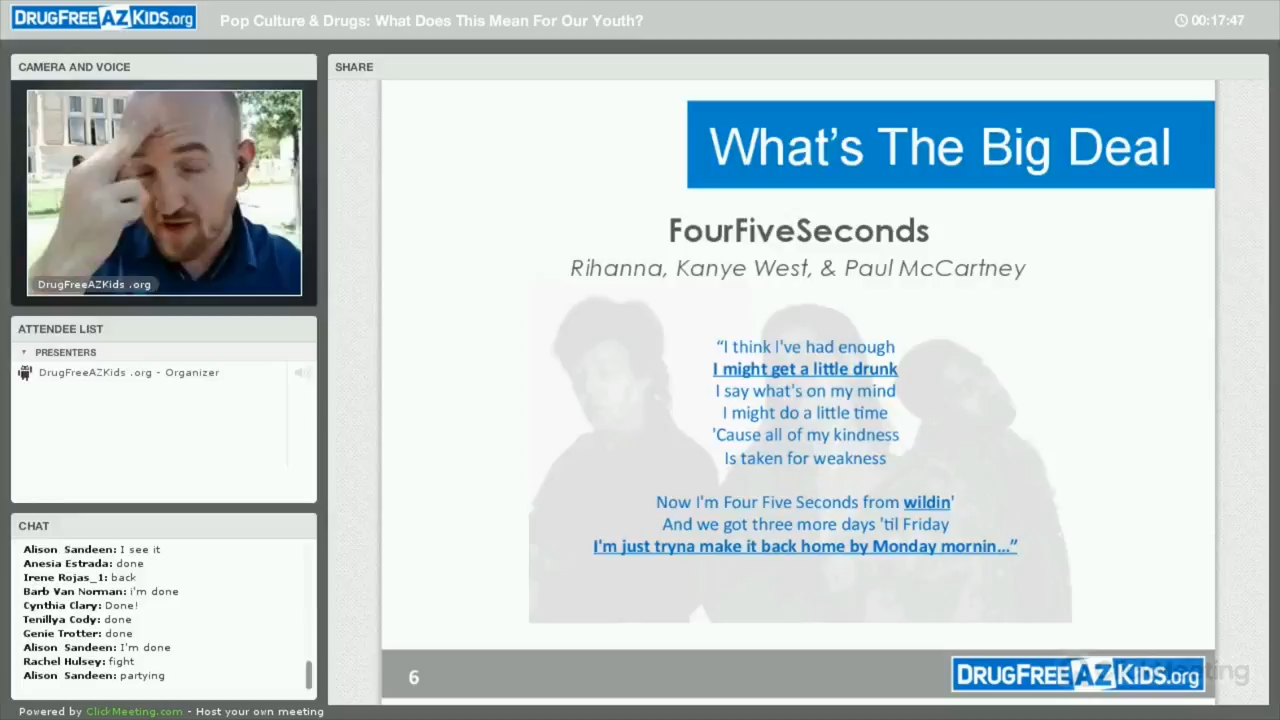 DRUGFREEAZKIDS.org
Pop Culture & Drugs: What Does This Mean For Our Youth?
00:17:47
CAMERA AND VOICE
DrugFreeAZKids .org
ATTENDEE LIST
PRESENTERS
DrugFreeAZKids .org - Organizer
CHAT
Alison Sandeen: I see it
Anesia Estrada: done
Irene Rojas_1: back
Barb Van Norman: i'm done
Cynthia Clary: Done!
Tenillya Cody: done
Genie Trotter: done
Alison Sandeen: I'm done
Rachel Hulsey: fight
Alison Sandeen: partying
Powered by ClickMeeting.com - Host your own meeting
SHARE
What's The Big Deal
FourFiveSeconds
Rihanna, Kanye West, & Paul McCartney
“I think I've had enough
I might get a little drunk
I say what's on my mind
I might do a little time
'Cause all of my kindness
Is taken for weakness
Now I'm Four Five Seconds from wildin'
And we got three more days 'til Friday
I'm just tryna make it back home by Monday mornin...”
6
DRUGFREEAZKIDS.org